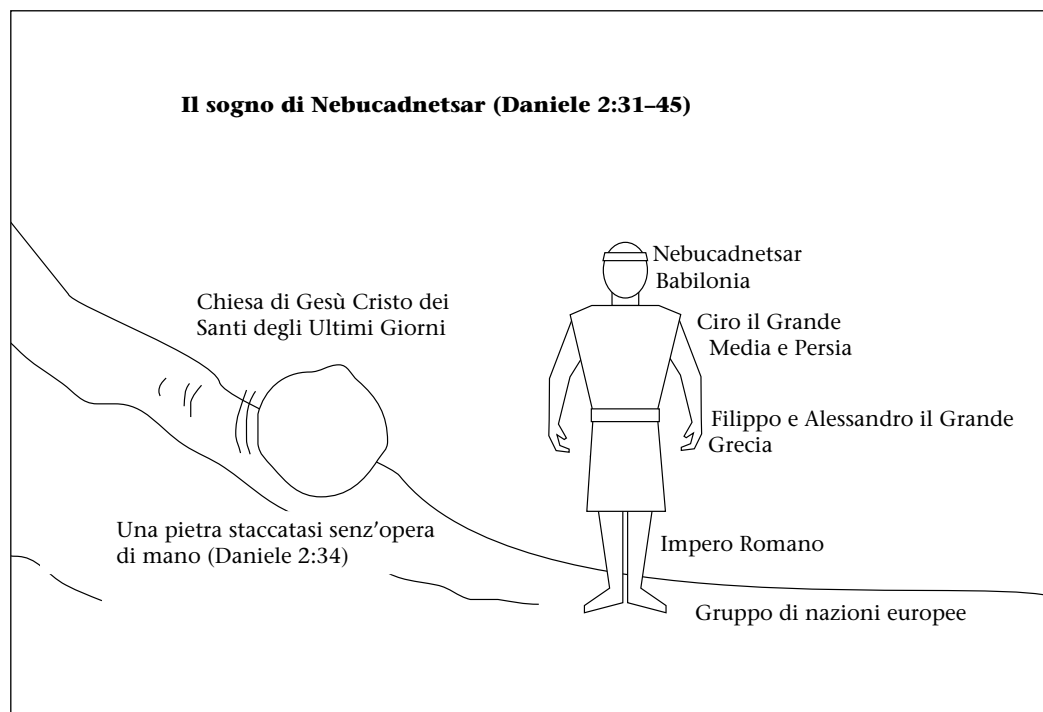 Il sogno di Nebucadnetsar (Daniele 2:31–45)
Nebucadnetsar
Babilonia
Chiesa di Gesù Cristo dei
Santi degli Ultimi Giorni
Ciro il Grande
Media e Persia
Filippo e Alessandro il Grande
Grecia
Una pietra staccatasi senz’opera
di mano (Daniele 2:34)
Impero Romano
Gruppo di nazioni europee